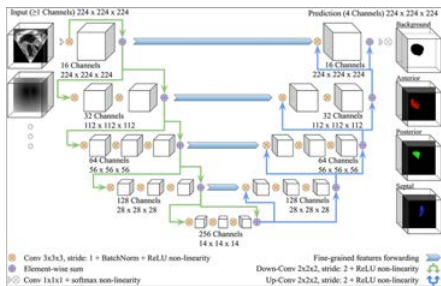 Input (≥1 Channels) 224 x 224 x 224
Prediction (4 Channels) 224 x 224 x 224
Background
16 Channels
224 x 224 x 224
16 Channels
224 x 224 x 224
Anterior
32 Channels
112 x 112 x 112
32 Channels
112 x 112 x 112
Posterior
64 Channels
56 x 56 x 56
64 Channels
56 x 56 x 56
Septal
128 Channels
28 x 28 x 28
128 Channels
28 x 28 x 28
256 Channels
14 x 14 x 14
Conv 3x3x3, stride: 1 + BatchNorm + ReLU non-linearity
Element-wise sum
Conv 1x1x1 + softmax non-linearity
Fine-grained features forwarding
Down-Conv 2x2x2, stride: 2 + ReLU non-linearity
Up-Conv 2x2x2, stride: 2 + ReLU non-linearity